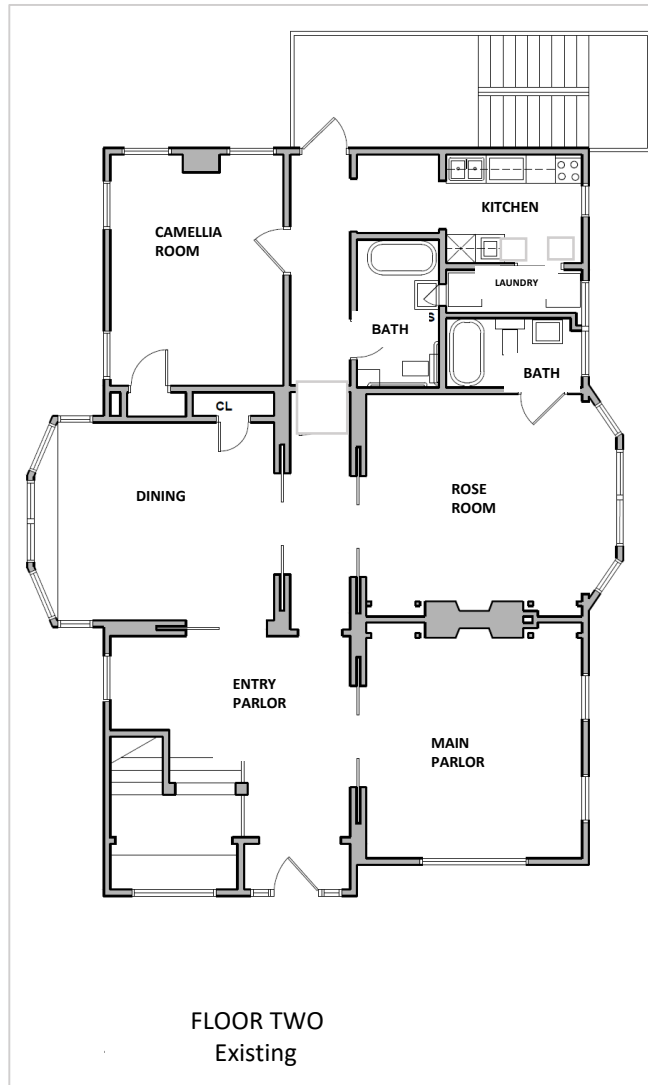 KITCHEN
CAMELLIA
ROOM
LAUNDRY
S
BATH
BATH
CL
DINING
ROSE
ROOM
ENTRY
PARLOR
MAIN
PARLOR
FLOOR TWO
Existing